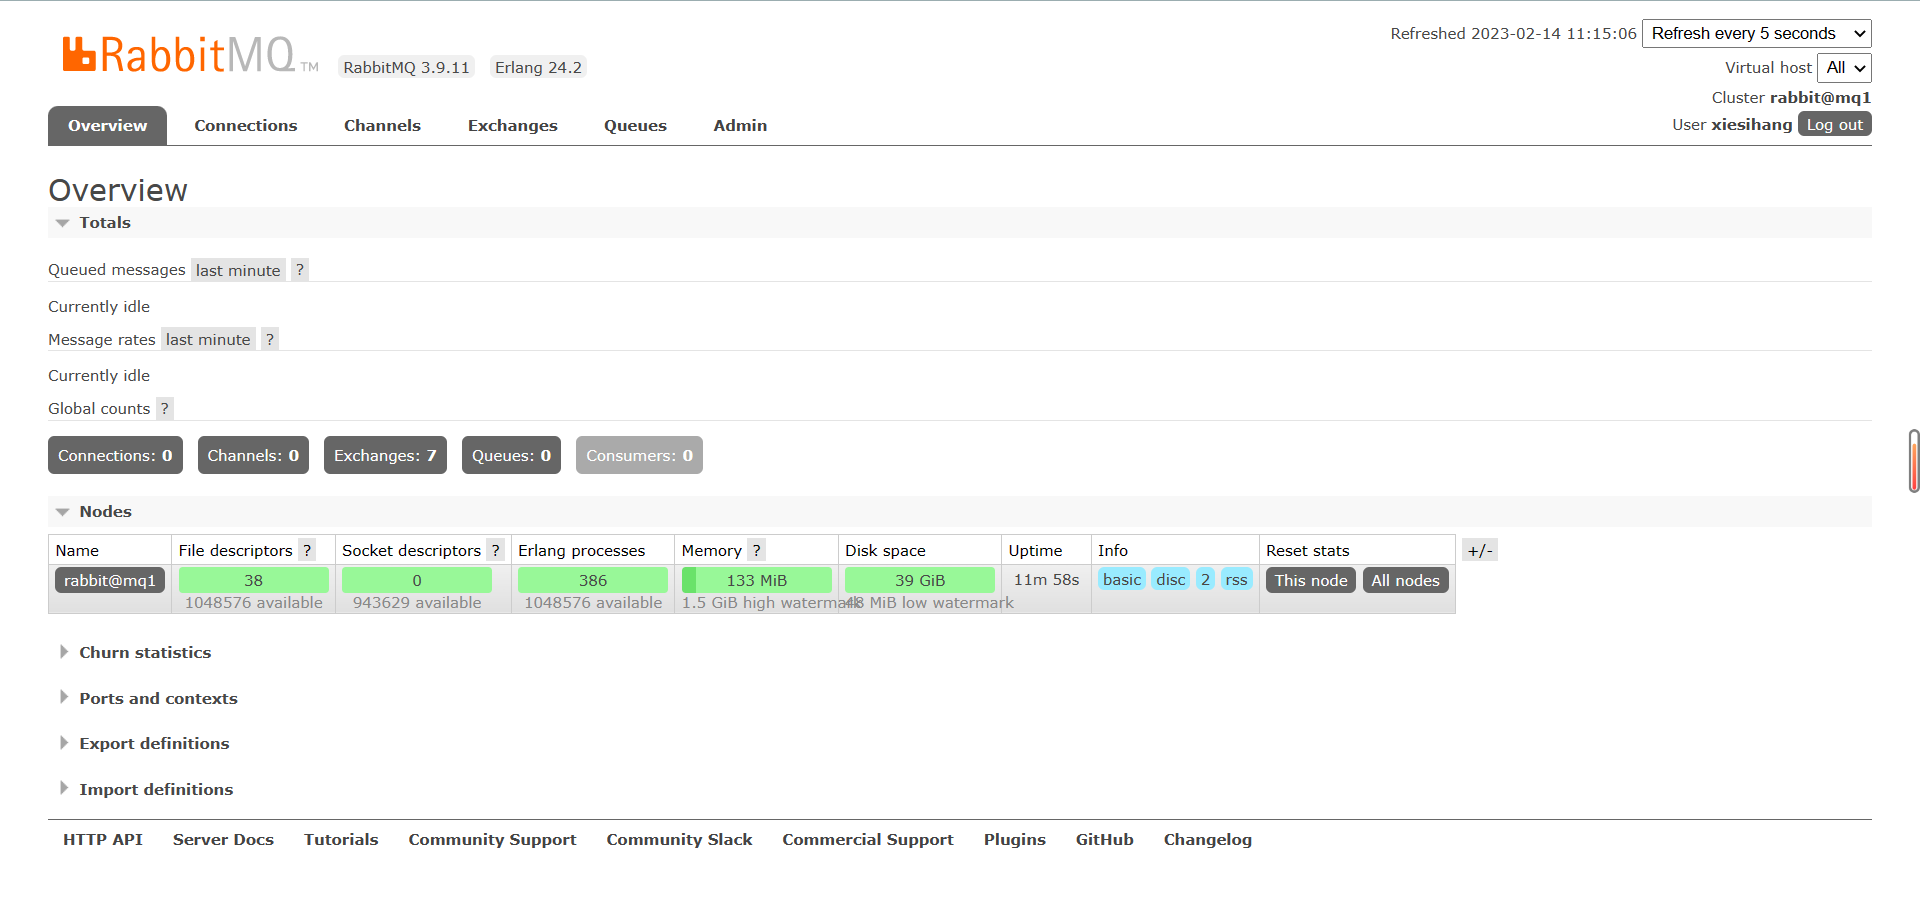 RabbitMQ TM RabbitMQ 3.9.11 Erlang 24.2
Refreshed 2023-02-14 11:15:06 Refresh every 5 seconds
Virtual host All
Cluster rabbit@mq1
User xiesihang Log out
Overview Connections Channels Exchanges Queues Admin
Overview
Totals
Queued messages last minute ?
Currently idle
Message rates last minute ?
Currently idle
Global counts ?
Connections: 0 Channels: 0 Exchanges: 7 Queues: 0 Consumers: 0
Nodes
Name File descriptors ? Socket descriptors ? Erlang processes Memory ? Disk space Uptime Info Reset stats +/-
rabbit@mq1 38 0 386 133 MiB 39 GiB 11m 58s basic disc 2 rss This node All nodes
1048576 available 943629 available 1048576 available 1.5 GiB high watermark 48 MiB low watermark
Churn statistics
Ports and contexts
Export definitions
Import definitions
HTTP API Server Docs Tutorials Community Support Community Slack Commercial Support Plugins GitHub Changelog